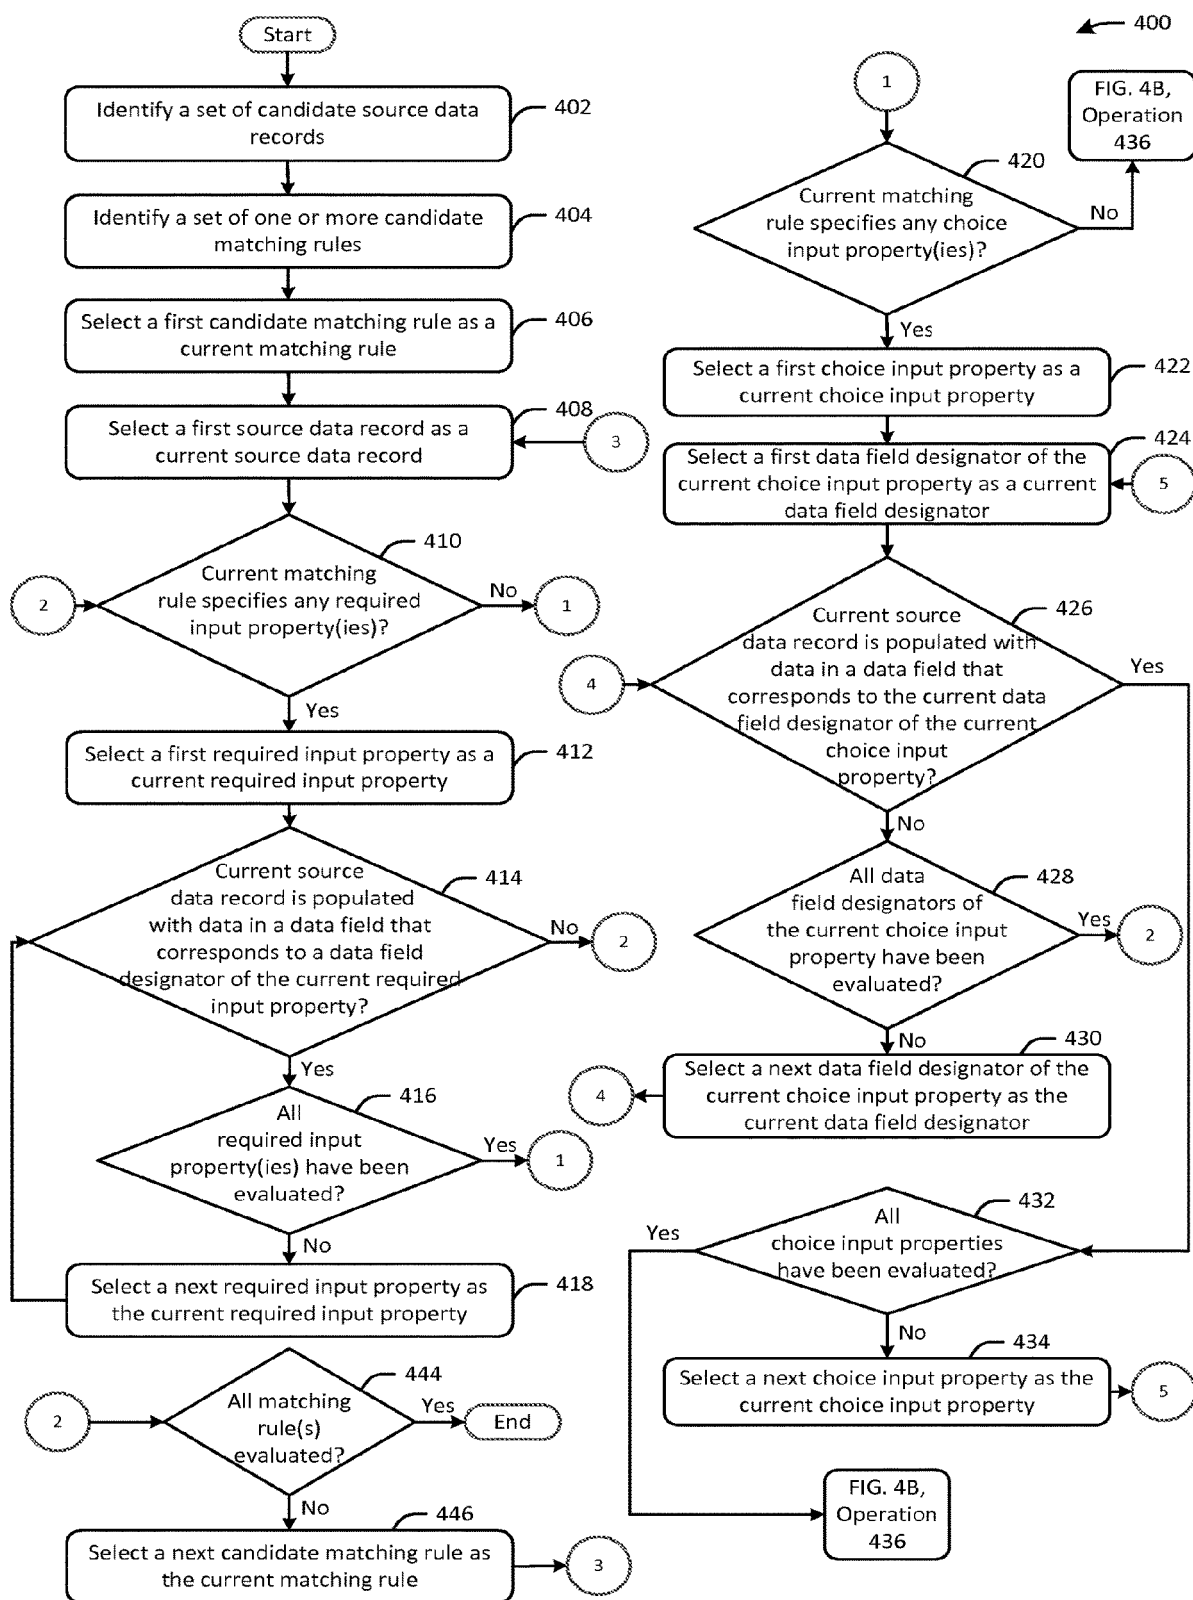 400
Start
Identify a set of candidate source data
records
402
Identify a set of one or more candidate
matching rules
404
Select a first candidate matching rule as a
current matching rule
406
Select a first source data record as a
current source data record
408
3
410
2
Current matching
rule specifies any required
input property(ies)?
No
1
Yes
Select a first required input property as a
current required input property
412
414
Current source
data record is populated
with data in a data field that
corresponds to a data field
designator of the current required
input property?
No
2
Yes
416
All
required input
property(ies) have been
evaluated?
Yes
1
No
Select a next required input property as
the current required input property
418
444
2
All matching
rule(s)
evaluated?
Yes
End
No
446
Select a next candidate matching rule as
the current matching rule
3
1
FIG. 4B,
Operation
436
420
Current matching
rule specifies any choice
input property(ies)?
No
Yes
Select a first choice input property as a
current choice input property
422
424
Select a first data field designator of the
current choice input property as a current
data field designator
5
426
4
Current source
data record is populated with
data in a data field that
corresponds to the current data
field designator of the current
choice input
property?
Yes
No
428
All data
field designators of
the current choice input
property have been
evaluated?
Yes
2
No
430
Select a next data field designator of the
current choice input property as the
current data field designator
4
432
All
choice input properties
have been evaluated?
Yes
No
434
Select a next choice input property as the
current choice input property
5
FIG. 4B,
Operation
436